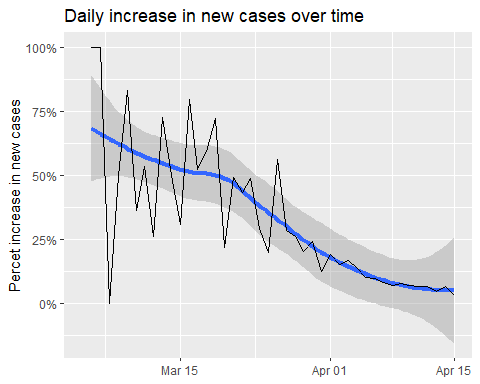 Daily increase in new cases over time
Percet increase in new cases
100%
75%
50%
25%
0%
Mar 15
Apr 01
Apr 15